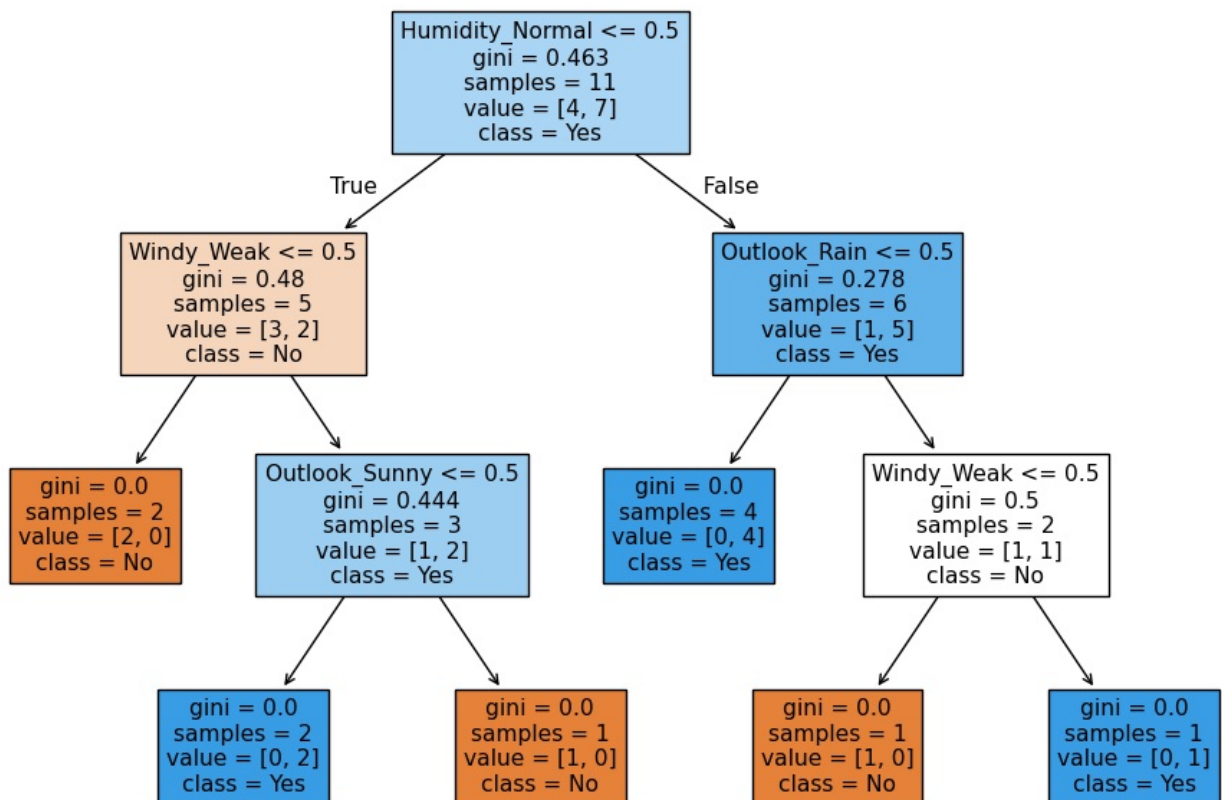 Humidity_Normal <= 0.5
gini = 0.463
samples = 11
value = [4, 7]
class = Yes
True
False
Windy_Weak <= 0.5
gini = 0.48
samples = 5
value = [3, 2]
class = No
Outlook_Rain <= 0.5
gini = 0.278
samples = 6
value = [1, 5]
class = Yes
gini = 0.0
samples = 2
value = [2, 0]
class = No
Outlook_Sunny <= 0.5
gini = 0.444
samples = 3
value = [1, 2]
class = Yes
gini = 0.0
samples = 4
value = [0, 4]
class = Yes
Windy_Weak <= 0.5
gini = 0.5
samples = 2
value = [1, 1]
class = No
gini = 0.0
samples = 2
value = [0, 2]
class = Yes
gini = 0.0
samples = 1
value = [1, 0]
class = No
gini = 0.0
samples = 1
value = [1, 0]
class = No
gini = 0.0
samples = 1
value = [0, 1]
class = Yes